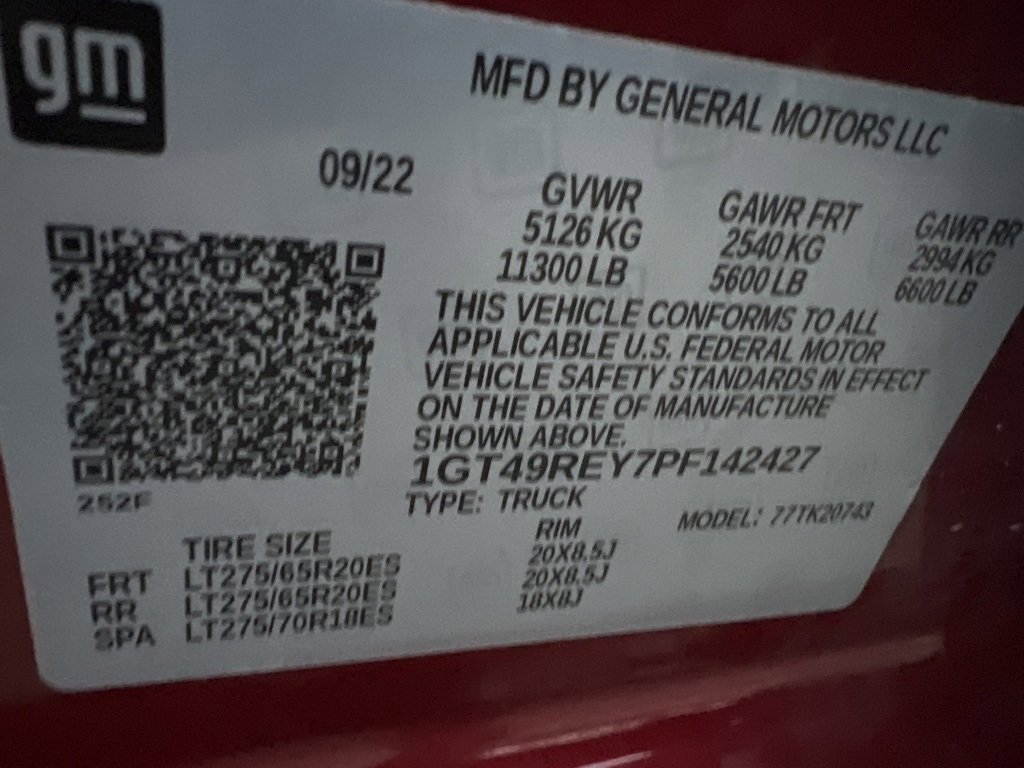 gm
MFD BY GENERAL MOTORS LLC
09/22
GVWR GAWR FRT GAWR RR
5126 KG 2540 KG 2994 KG
11300 LB 5600 LB 6600 LB
THIS VEHICLE CONFORMS TO ALL
APPLICABLE U.S. FEDERAL MOTOR
VEHICLE SAFETY STANDARDS IN EFFECT
ON THE DATE OF MANUFACTURE
SHOWN ABOVE.
1GT49REY7PF142427
252F
TYPE: TRUCK MODEL: 77TK20743
TIRE SIZE RIM
FRT LT275/65R20ES 20X8.5J
RR LT275/65R20ES 20X8.5J
SPA LT275/70R18ES 18X8J